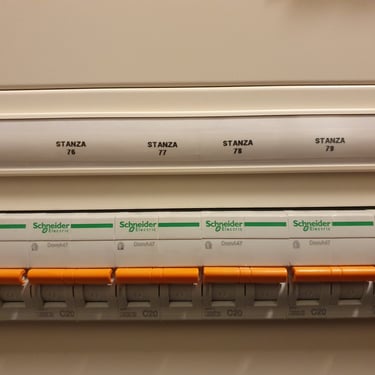 STANZA
76
STANZA
77
STANZA
78
STANZA
79
Schneider
Electric
DomA47
C20
Schneider
Electric
DomA47
C20
Schneider
Electric
DomA47
C20
Schneider
Electric
DomA47
C20